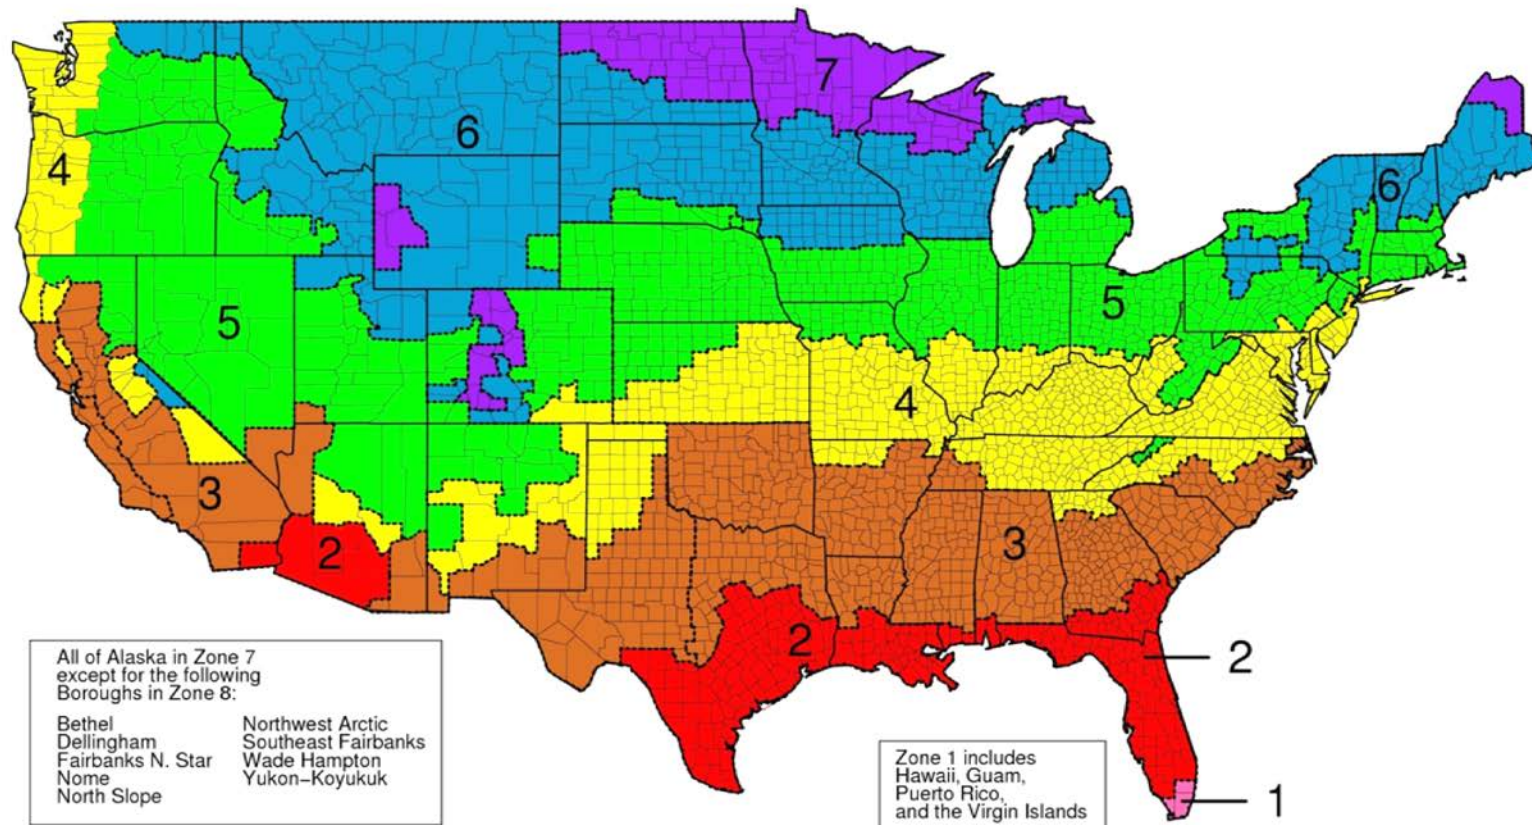 7
6
4
6
5
5
4
3
3
2
2
2
1
All of Alaska in Zone 7
except for the following
Boroughs in Zone 8:
Bethel
Dellingham
Fairbanks N. Star
Nome
North Slope
Northwest Arctic
Southeast Fairbanks
Wade Hampton
Yukon-Koyukuk
Zone 1 includes
Hawaii, Guam,
Puerto Rico,
and the Virgin Islands